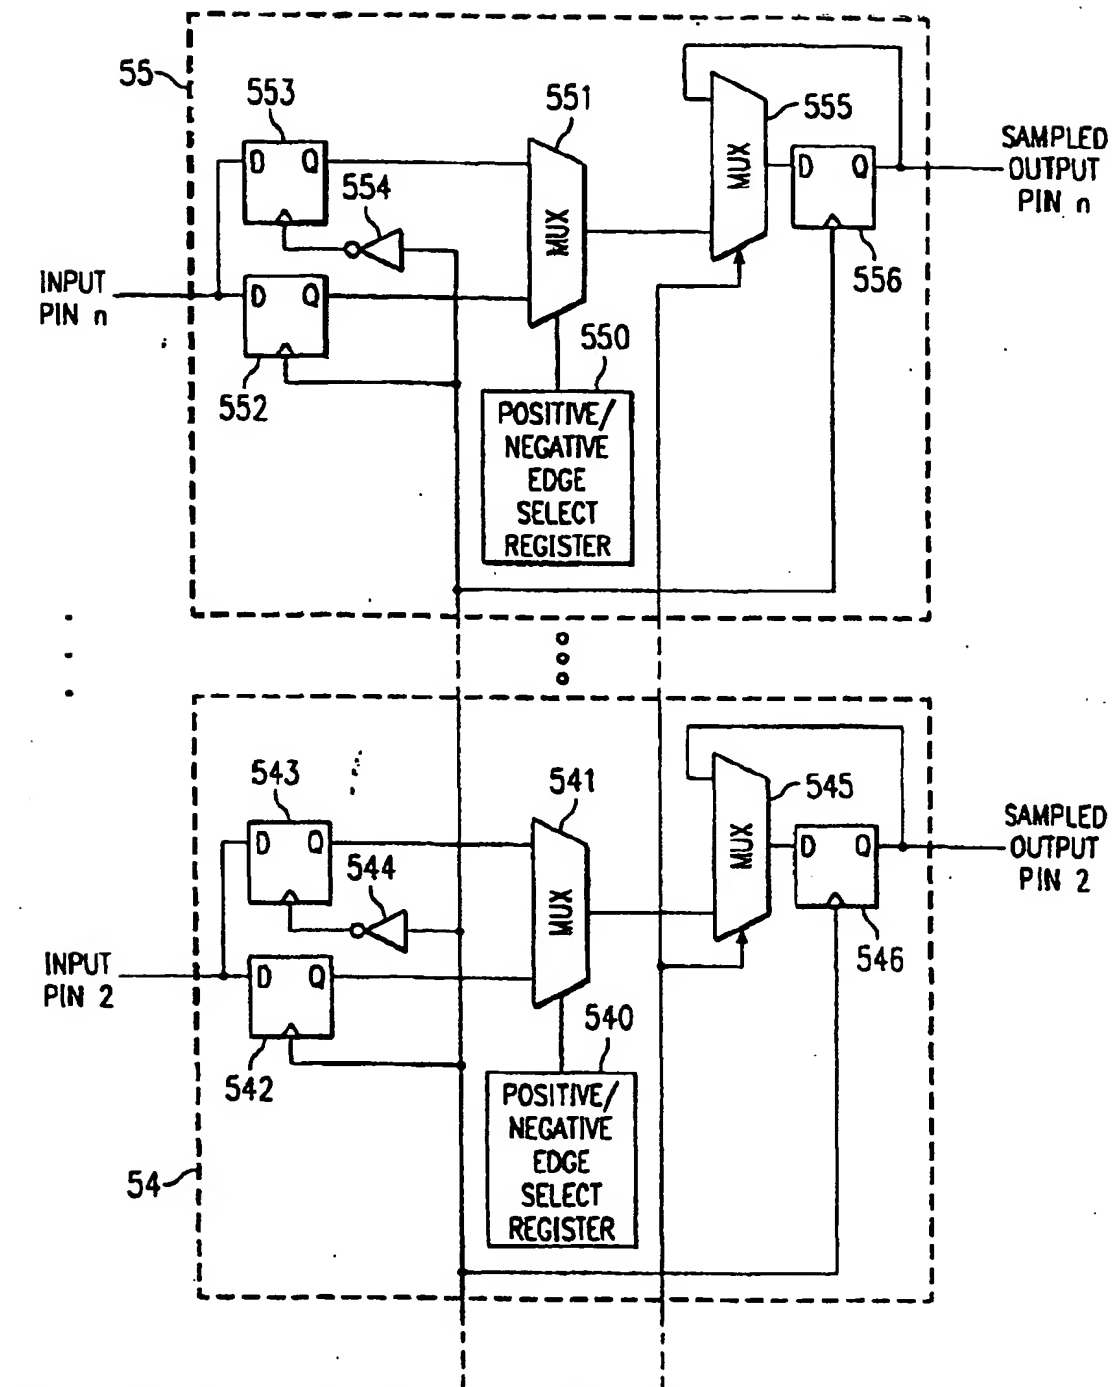 55
553
551
555
SAMPLED
OUTPUT
PIN n
D Q
554
MUX
MUX
D Q
556
INPUT
PIN n
D Q
552
550
POSITIVE/
NEGATIVE
EDGE
SELECT
REGISTER
543
541
545
SAMPLED
OUTPUT
PIN 2
D Q
544
MUX
MUX
D Q
546
INPUT
PIN 2
D Q
542
540
POSITIVE/
NEGATIVE
EDGE
SELECT
REGISTER
54